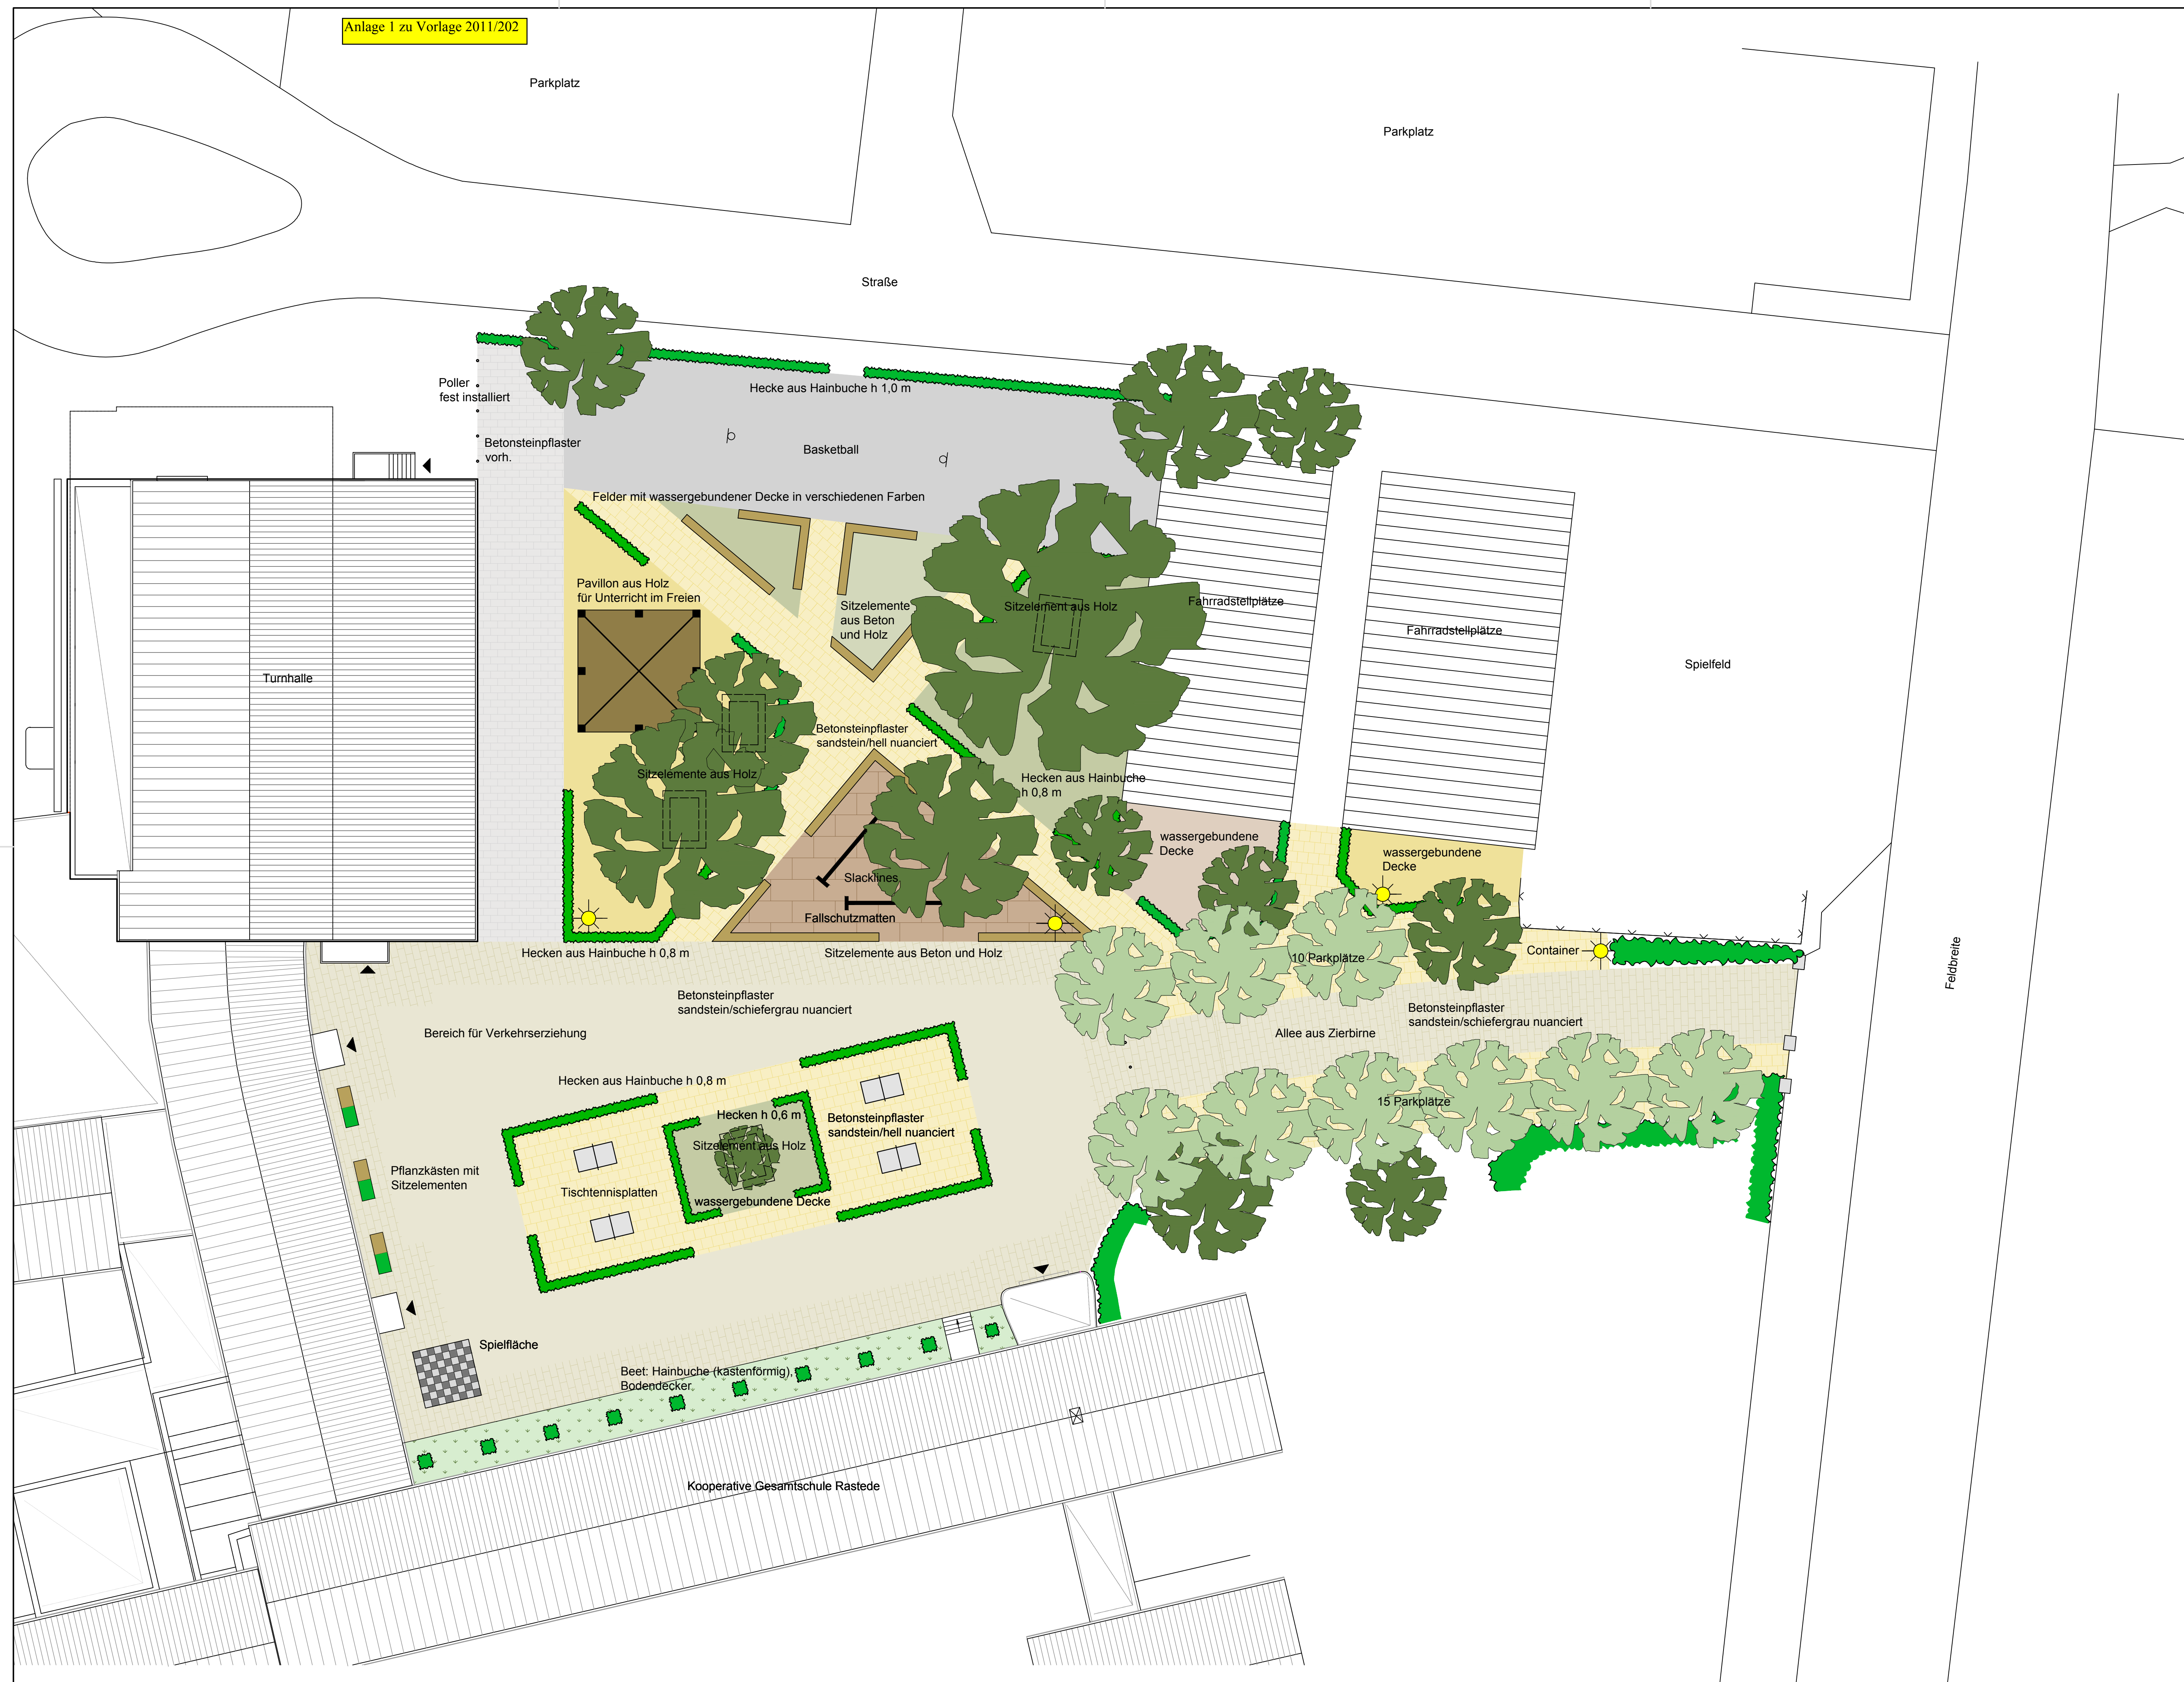 Anlage 1 zu Vorlage 2011/202
Parkplatz
Parkplatz
Straße
Poller
fest installiert
Hecke aus Hainbuche h 1,0 m
Betonsteinpflaster
vorh.
Basketball
Felder mit wassergebundener Decke in verschiedenen Farben
Pavillon aus Holz
für Unterricht im Freien
Sitzelemente
aus Beton
und Holz
Sitzelement aus Holz
Fahrradstellplätze
Fahrradstellplätze
Spielfeld
Turnhalle
Betonsteinpflaster
sandstein/hell nuanciert
Sitzelemente aus Holz
Hecken aus Hainbuche
h 0,8 m
wassergebundene
Decke
wassergebundene
Decke
Slacklines
Fallschutzmatten
Hecken aus Hainbuche h 0,8 m
Sitzelemente aus Beton und Holz
10 Parkplätze
Container
Feldbreite
Betonsteinpflaster
sandstein/schiefergrau nuanciert
Betonsteinpflaster
sandstein/schiefergrau nuanciert
Bereich für Verkehrserziehung
Allee aus Zierbirne
Hecken aus Hainbuche h 0,8 m
15 Parkplätze
Hecken h 0,6 m
Betonsteinpflaster
sandstein/hell nuanciert
Sitzelement aus Holz
Pflanzkästen mit
Sitzelementen
Tischtennisplatten
wassergebundene Decke
Spielfläche
Beet: Hainbuche (kastenförmig),
Bodendecker
Kooperative Gesamtschule Rastede